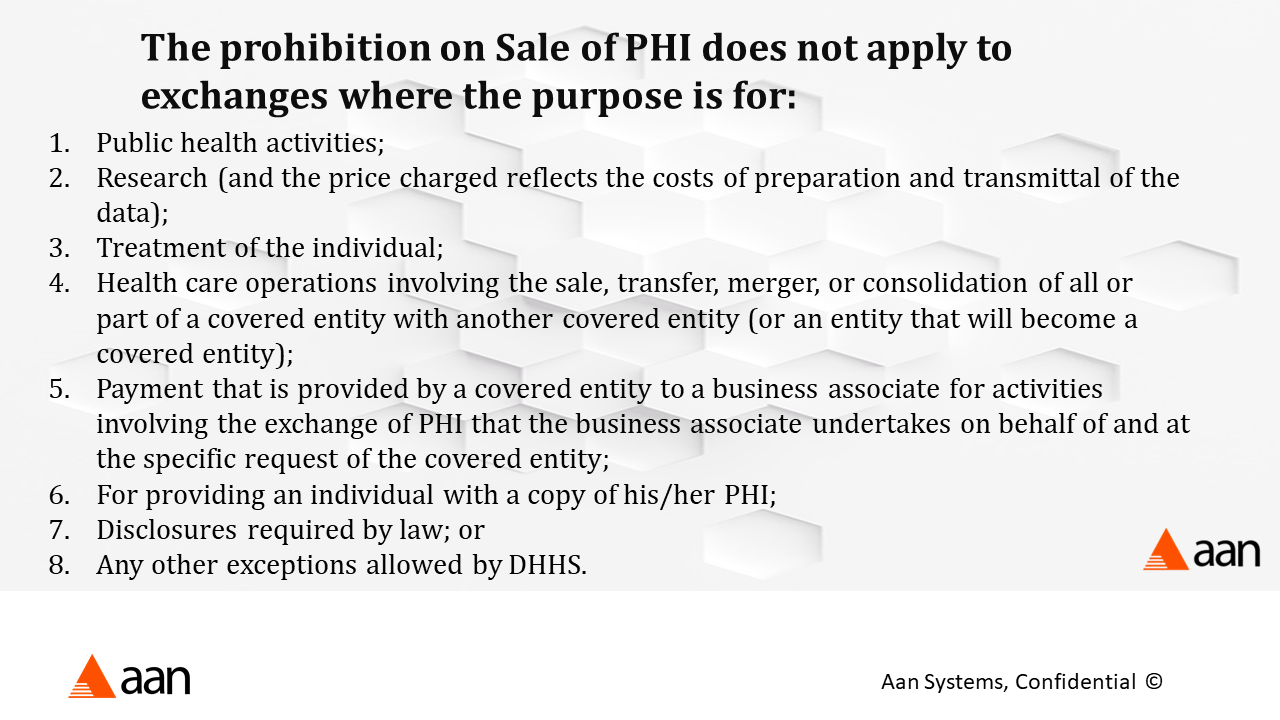 The prohibition on Sale of PHI does not apply to
exchanges where the purpose is for:
1. Public health activities;
2. Research (and the price charged reflects the costs of preparation and transmittal of the
data);
3. Treatment of the individual;
4. Health care operations involving the sale, transfer, merger, or consolidation of all or
part of a covered entity with another covered entity (or an entity that will become a
covered entity);
5. Payment that is provided by a covered entity to a business associate for activities
involving the exchange of PHI that the business associate undertakes on behalf of and at
the specific request of the covered entity;
6. For providing an individual with a copy of his/her PHI;
7. Disclosures required by law; or
8. Any other exceptions allowed by DHHS.
aan
aan
Aan Systems, Confidential ©